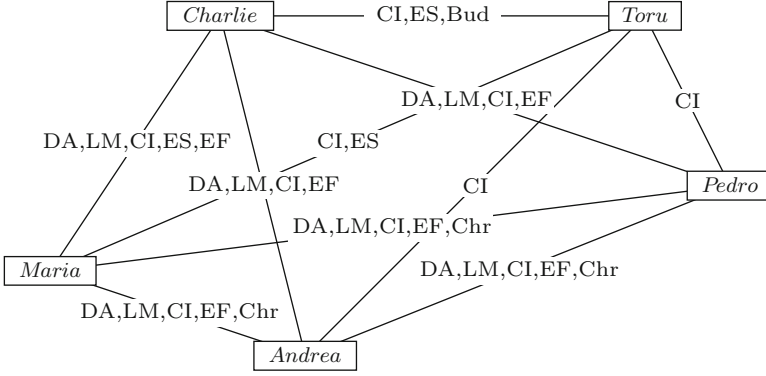 Charlie
CI,ES,Bud
Toru
DA,LM,CI,EF
CI
DA,LM,CI,ES,EF
CI,ES
DA,LM,CI,EF
CI
Pedro
DA,LM,CI,EF,Chr
Maria
DA,LM,CI,EF,Chr
DA,LM,CI,EF,Chr
Andrea